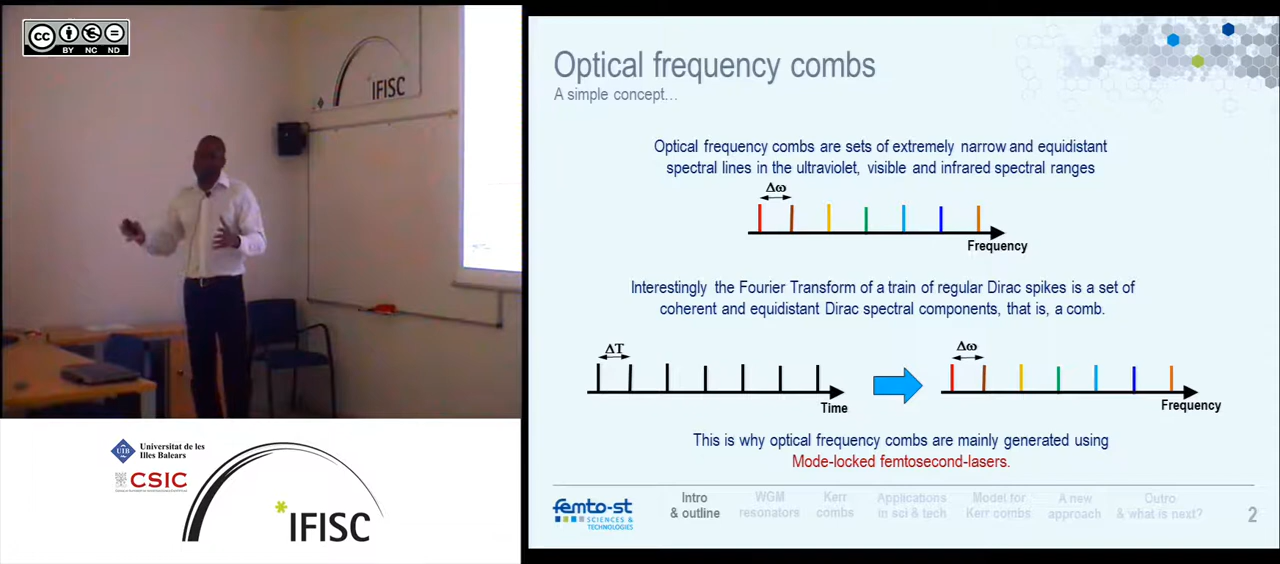 cc
BY NC ND
IFISC
Universitat de les
Illes Balears
UIB
CSIC
IFISC
Optical frequency combs
A simple concept…
Optical frequency combs are sets of extremely narrow and equidistant
spectral lines in the ultraviolet, visible and infrared spectral ranges
Δω
Frequency
Interestingly the Fourier Transform of a train of regular Dirac spikes is a set of
coherent and equidistant Dirac spectral components, that is, a comb.
ΔT
Time
Δω
Frequency
This is why optical frequency combs are mainly generated using
Mode-locked femtosecond-lasers.
femto-st
SCIENCES &
TECHNOLOGIES
Intro
& outline
WGM
resonators
Kerr
combs
Applications
in sci & tech
Model for
Kerr combs
A new
approach
Outro
& what is next?
2